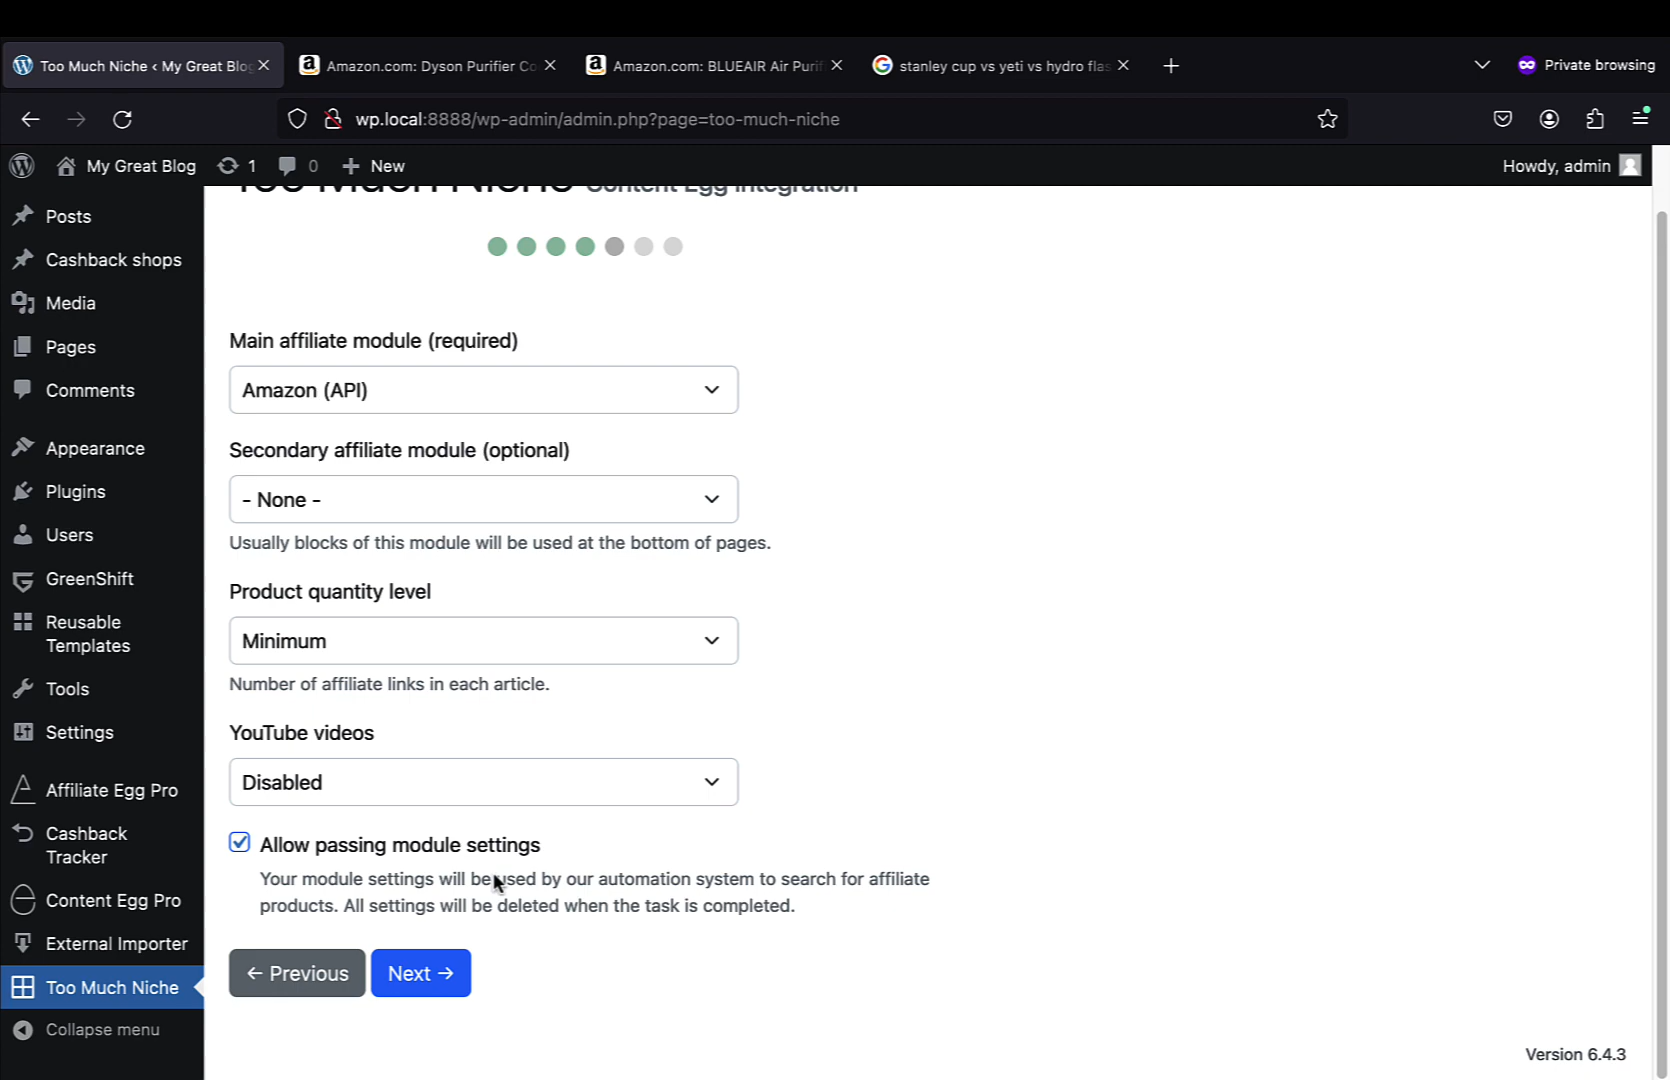 Too Much Niche ‹ My Great Blog
Amazon.com: Dyson Purifier Co
Amazon.com: BLUEAIR Air Purifi
stanley cup vs yeti vs hydro flas
Private browsing
wp.local:8888/wp-admin/admin.php?page=too-much-niche
My Great Blog
1
0
New
Howdy, admin
Too Much Niche Content Egg integration
Posts
Cashback shops
Media
Pages
Comments
Appearance
Plugins
Users
GreenShift
Reusable
Templates
Tools
Settings
Affiliate Egg Pro
Cashback
Tracker
Content Egg Pro
External Importer
Too Much Niche
Collapse menu
Main affiliate module (required)
Amazon (API)
Secondary affiliate module (optional)
- None -
Usually blocks of this module will be used at the bottom of pages.
Product quantity level
Minimum
Number of affiliate links in each article.
YouTube videos
Disabled
Allow passing module settings
Your module settings will be used by our automation system to search for affiliate
products. All settings will be deleted when the task is completed.
← Previous
Next →
Version 6.4.3